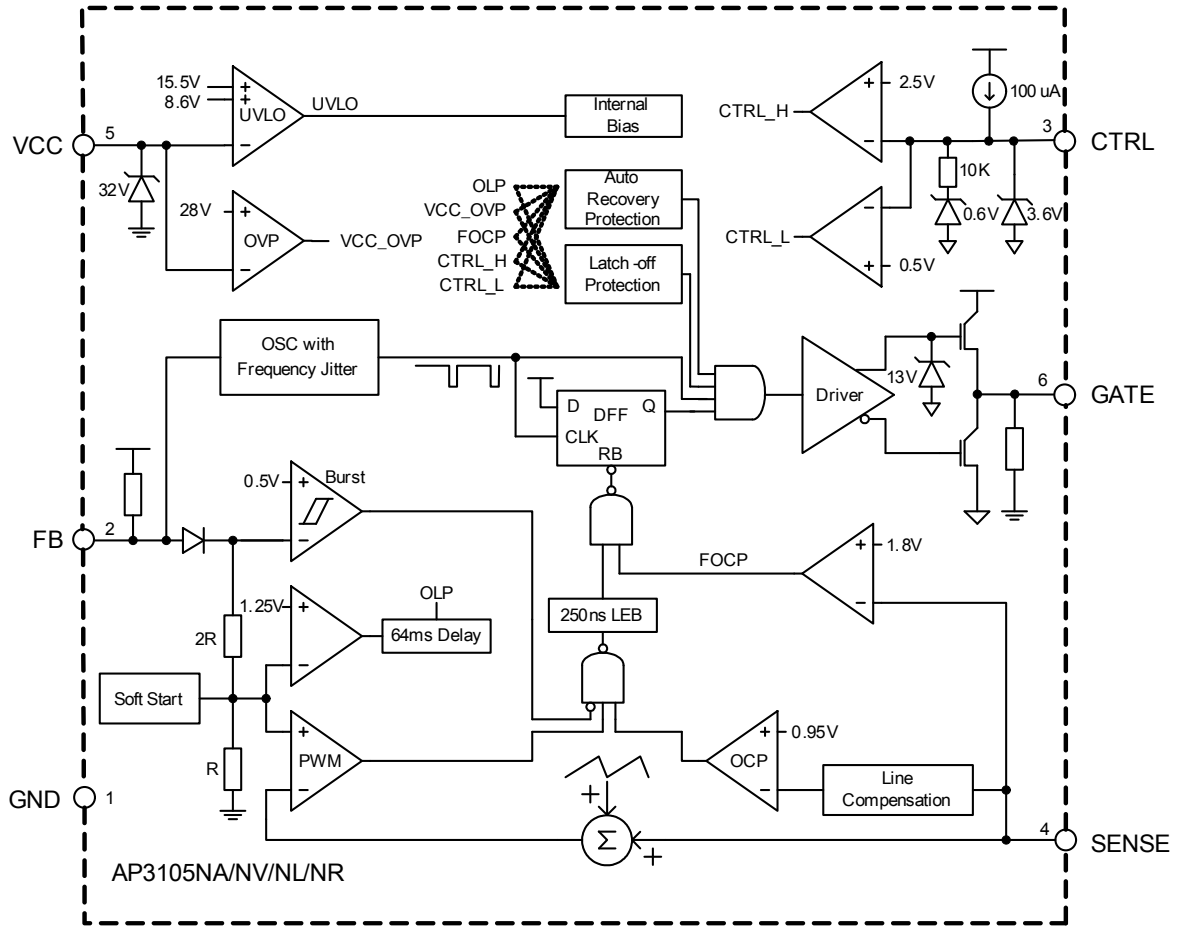 15.5V
8.6V
+
+
UVLO
−
UVLO
Internal
Bias
CTRL_H
+
2.5V
−
100 uA
VCC
5
3
CTRL
32V
28V
+
OVP
−
VCC_OVP
OLP
VCC_OVP
FOCP
CTRL_H
CTRL_L
Auto
Recovery
Protection
Latch -off
Protection
CTRL_L
−
+
0.5V
10K
0.6V
3.6V
OSC with
Frequency Jitter
D
DFF
Q
CLK
RB
Driver
13V
6
GATE
0.5V
+
Burst
−
FB
2
FOCP
+
1.8V
−
1.25V
+
−
OLP
64ms Delay
250ns LEB
2R
Soft Start
R
+
PWM
−
+
0.95V
OCP
−
Line
Compensation
GND
1
+
Σ
+
4
SENSE
AP3105NA/NV/NL/NR